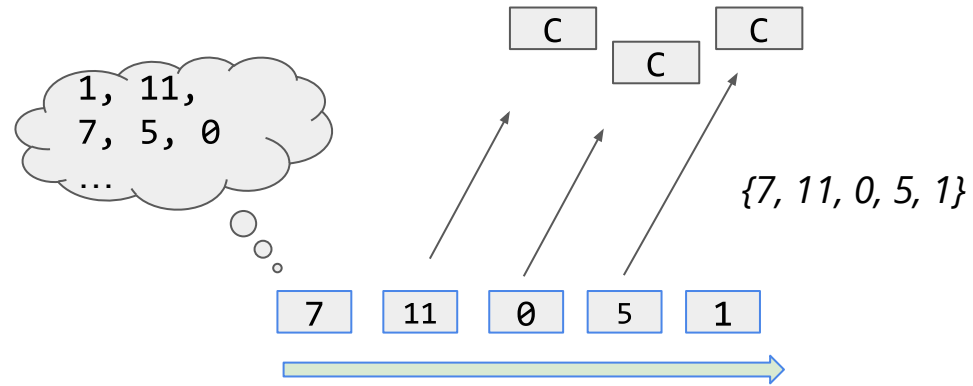 C
C
C
1, 11,
7, 5, 0
...
{7, 11, 0, 5, 1}
7 11 0 5 1